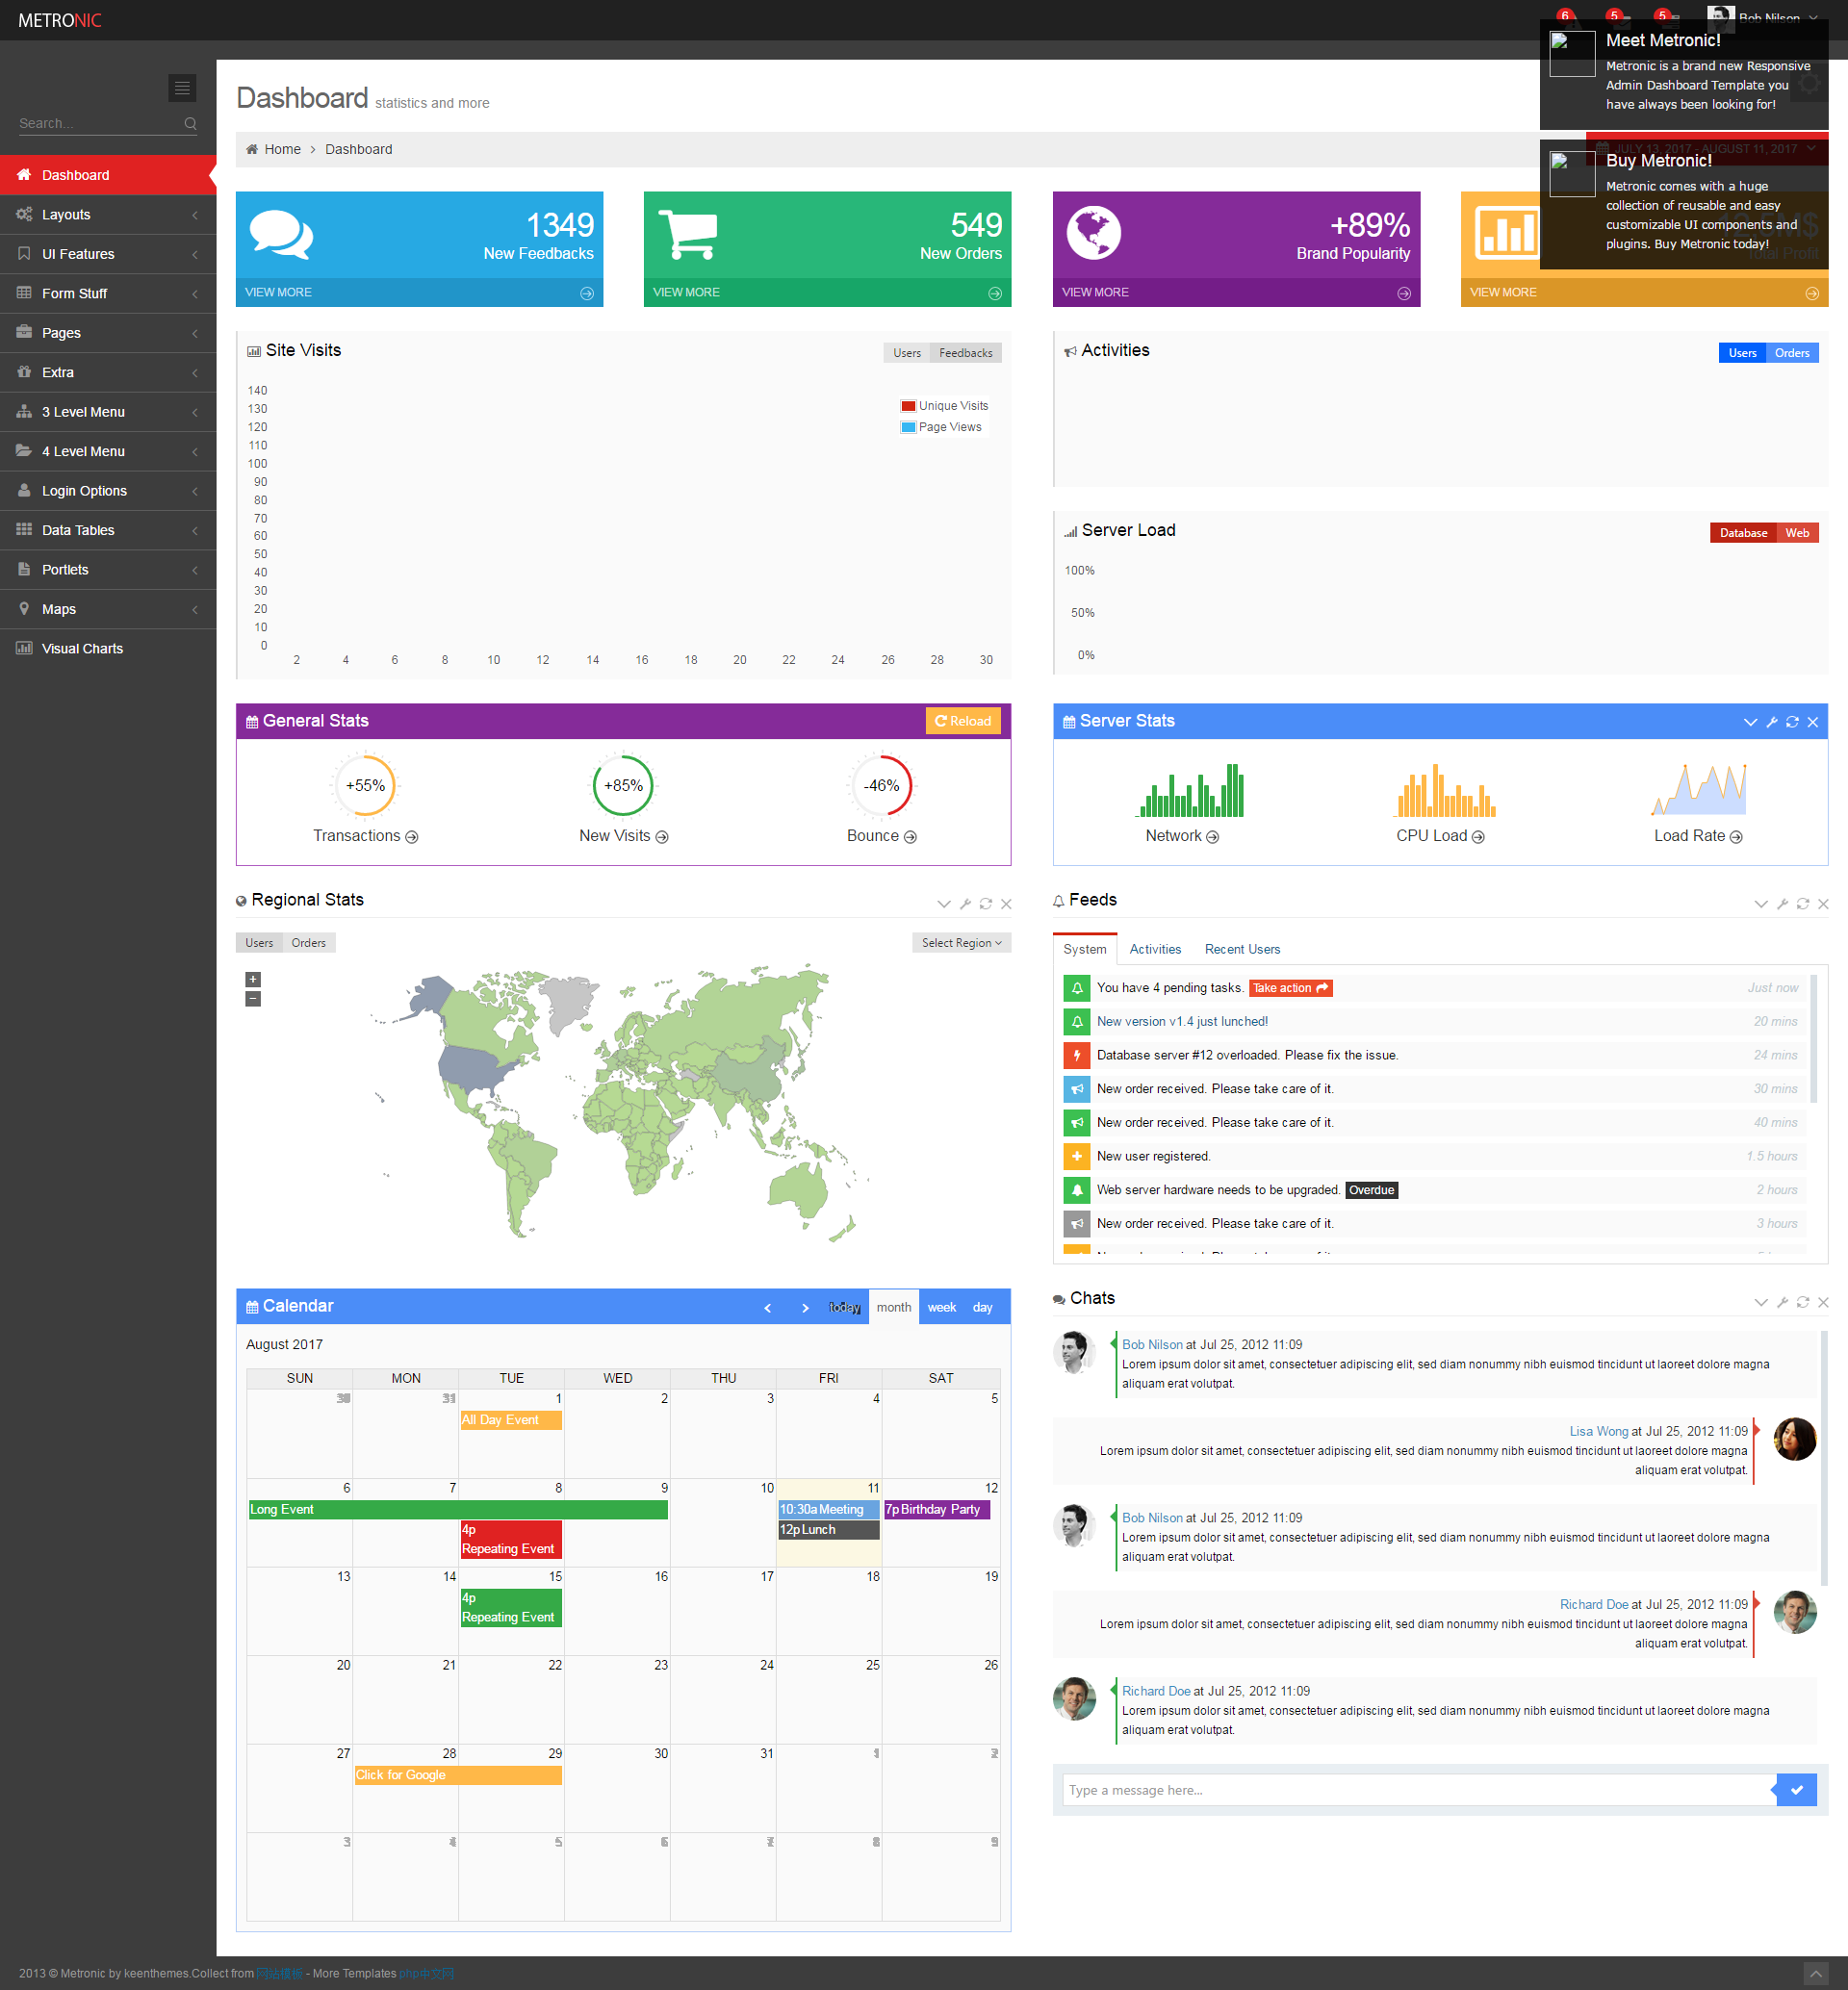 METRONIC
6
5
5
Bob Nilson
Meet Metronic!
Metronic is a brand new Responsive
Admin Dashboard Template you
have always been looking for!
Buy Metronic!
Metronic comes with a huge
collection of reusable and easy
customizable UI components and
plugins. Buy Metronic today!
Search...
Dashboard
Layouts
UI Features
Form Stuff
Pages
Extra
3 Level Menu
4 Level Menu
Login Options
Data Tables
Portlets
Maps
Visual Charts
Dashboard statistics and more
Home > Dashboard
JULY 13, 2017 - AUGUST 11, 2017
1349
New Feedbacks
VIEW MORE
549
New Orders
VIEW MORE
+89%
Brand Popularity
VIEW MORE
12,5M$
Total Profit
VIEW MORE
Site Visits
Users Feedbacks
140
130
120
110
100
90
80
70
60
50
40
30
20
10
0
2 4 6 8 10 12 14 16 18 20 22 24 26 28 30
Unique Visits
Page Views
Activities
Users Orders
Server Load
Database Web
100%
50%
0%
General Stats
Reload
+55%
Transactions
+85%
New Visits
-46%
Bounce
Server Stats
Network
CPU Load
Load Rate
Regional Stats
Users Orders
Select Region
+
−
Feeds
System Activities Recent Users
You have 4 pending tasks. Take action Just now
New version v1.4 just lunched! 20 mins
Database server #12 overloaded. Please fix the issue. 24 mins
New order received. Please take care of it. 30 mins
New order received. Please take care of it. 40 mins
New user registered. 1.5 hours
Web server hardware needs to be upgraded. Overdue 2 hours
New order received. Please take care of it. 3 hours
Calendar
today month week day
August 2017
SUN MON TUE WED THU FRI SAT
30 31 1 2 3 4 5
All Day Event
6 7 8 9 10 11 12
Long Event
10:30a Meeting
7p Birthday Party
4p
Repeating Event
12p Lunch
13 14 15 16 17 18 19
4p
Repeating Event
20 21 22 23 24 25 26
27 28 29 30 31 1 2
Click for Google
3 4 5 6 7 8 9
Chats
Bob Nilson at Jul 25, 2012 11:09
Lorem ipsum dolor sit amet, consectetuer adipiscing elit, sed diam nonummy nibh euismod tincidunt ut laoreet dolore magna
aliquam erat volutpat.
Lisa Wong at Jul 25, 2012 11:09
Lorem ipsum dolor sit amet, consectetuer adipiscing elit, sed diam nonummy nibh euismod tincidunt ut laoreet dolore magna
aliquam erat volutpat.
Bob Nilson at Jul 25, 2012 11:09
Lorem ipsum dolor sit amet, consectetuer adipiscing elit, sed diam nonummy nibh euismod tincidunt ut laoreet dolore magna
aliquam erat volutpat.
Richard Doe at Jul 25, 2012 11:09
Lorem ipsum dolor sit amet, consectetuer adipiscing elit, sed diam nonummy nibh euismod tincidunt ut laoreet dolore magna
aliquam erat volutpat.
Richard Doe at Jul 25, 2012 11:09
Lorem ipsum dolor sit amet, consectetuer adipiscing elit, sed diam nonummy nibh euismod tincidunt ut laoreet dolore magna
aliquam erat volutpat.
Type a message here...
2013 © Metronic by keenthemes.Collect from 网站模板 - More Templates php中文网